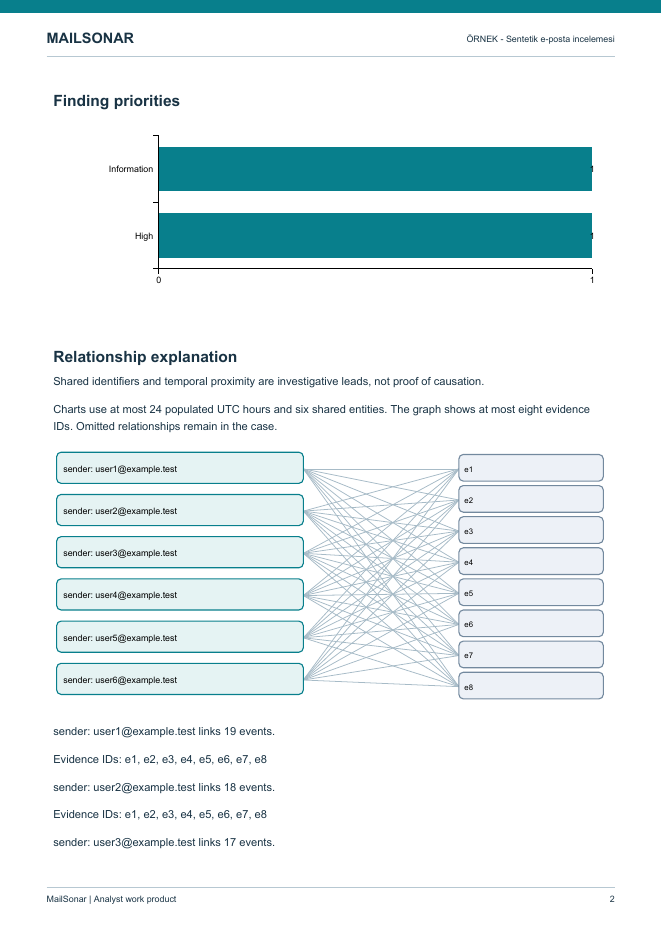 MAILSONAR
ÖRNEK - Sentetik e-posta incelemesi
Finding priorities
Information
1
High
1
0
1
Relationship explanation
Shared identifiers and temporal proximity are investigative leads, not proof of causation.
Charts use at most 24 populated UTC hours and six shared entities. The graph shows at most eight evidence
IDs. Omitted relationships remain in the case.
sender: user1@example.test
sender: user2@example.test
sender: user3@example.test
sender: user4@example.test
sender: user5@example.test
sender: user6@example.test
e1
e2
e3
e4
e5
e6
e7
e8
sender: user1@example.test links 19 events.
Evidence IDs: e1, e2, e3, e4, e5, e6, e7, e8
sender: user2@example.test links 18 events.
Evidence IDs: e1, e2, e3, e4, e5, e6, e7, e8
sender: user3@example.test links 17 events.
MailSonar | Analyst work product
2